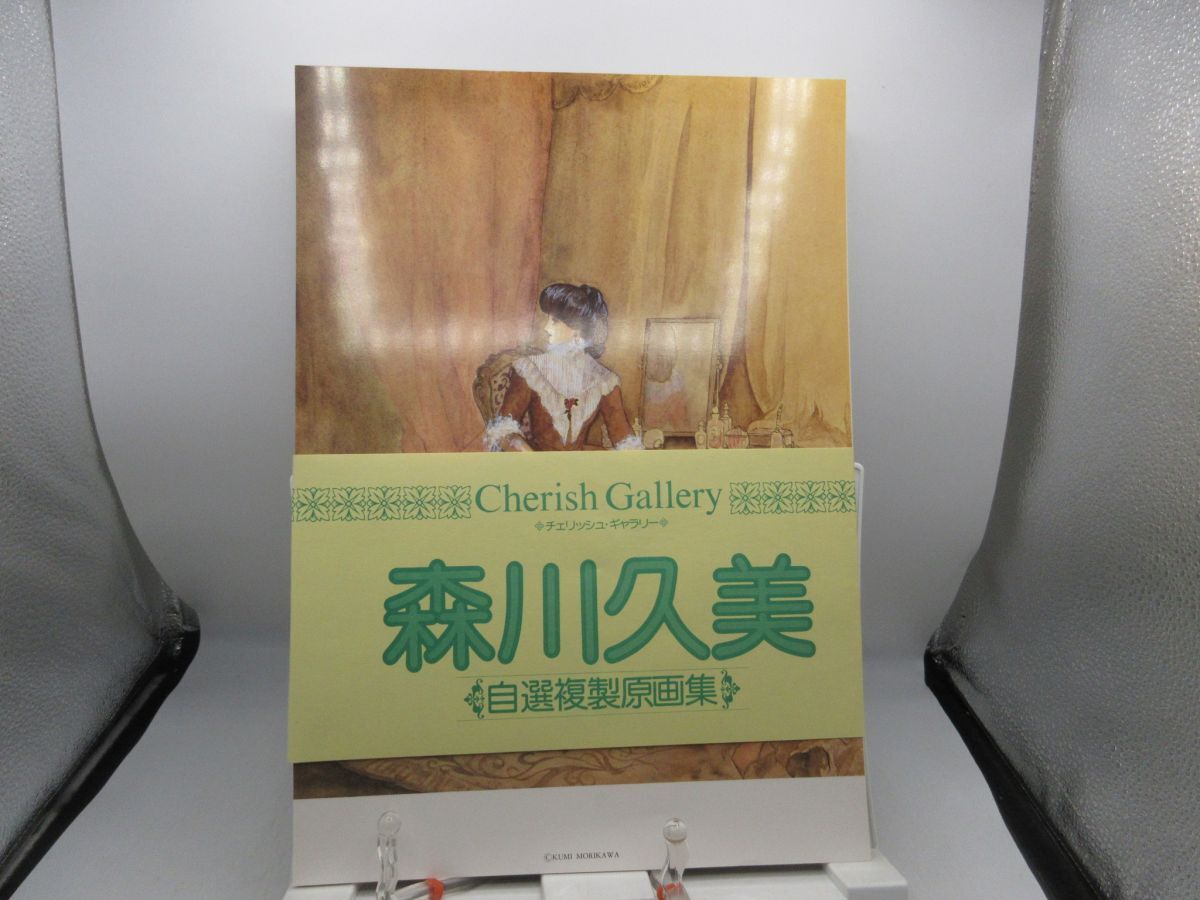 Cherish Gallery
チェリッシュ・ギャラリー
森川久美
自選複製原画集
©KUMI MORIKAWA